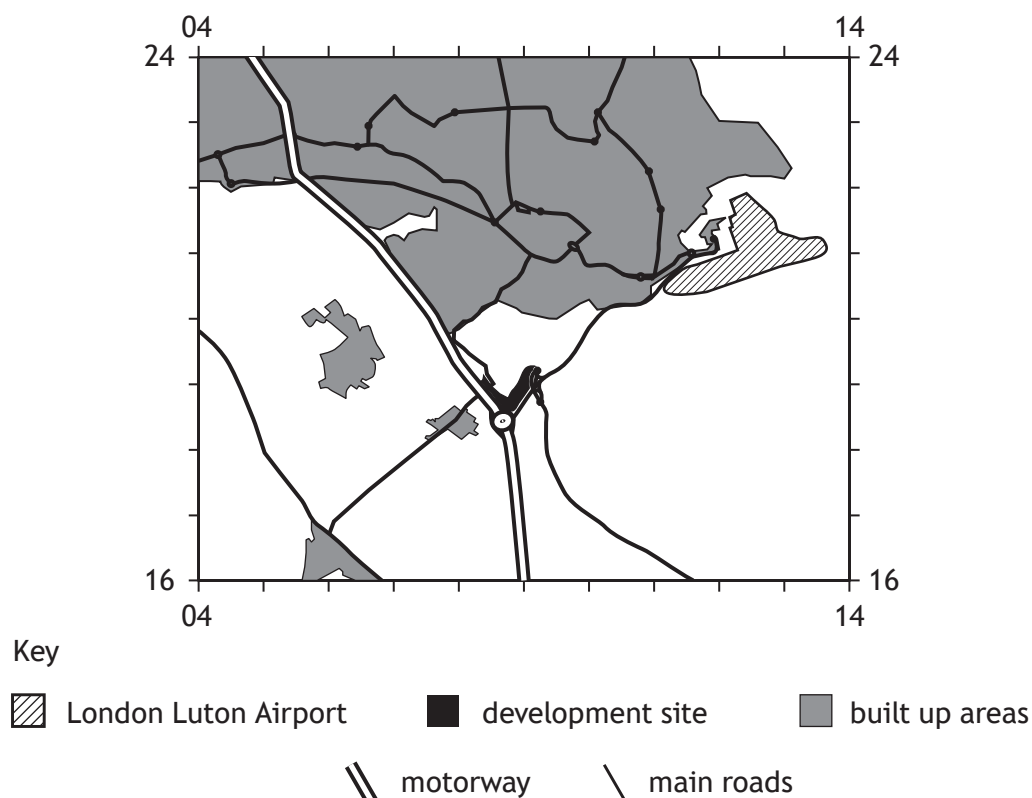 04 14
24 24
16 16
04 14
Key
London Luton Airport development site built up areas
motorway main roads